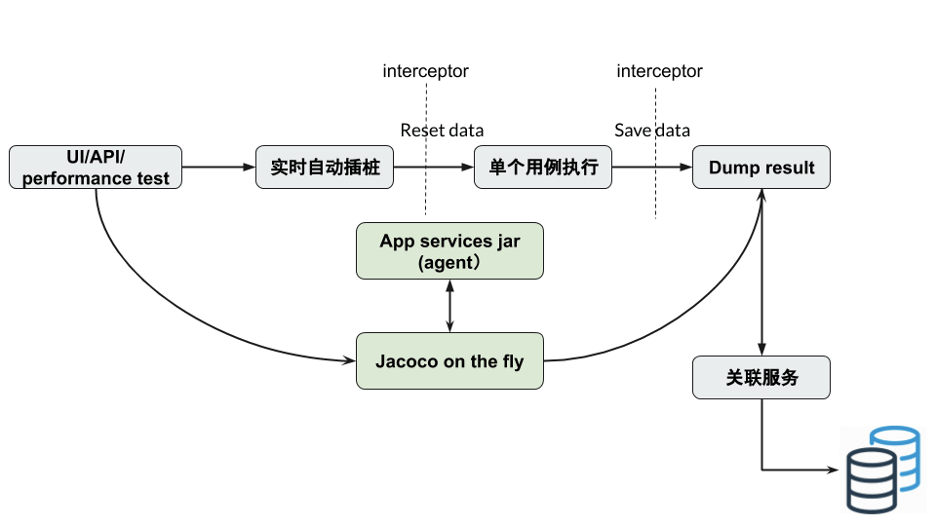 interceptor
interceptor
Reset data
Save data
UI/API/
performance test
实时自动插桩
单个用例执行
Dump result
App services jar
(agent）
Jacoco on the fly
关联服务